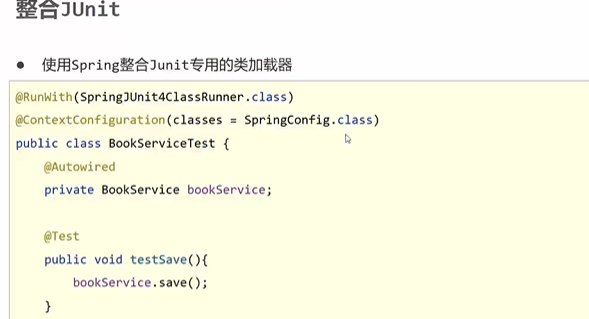 整合JUnit
● 使用Spring整合Junit专用的类加载器
@RunWith(SpringJUnit4ClassRunner.class)
@ContextConfiguration(classes = SpringConfig.class)
public class BookServiceTest {
    @Autowired
    private BookService bookService;

    @Test
    public void testSave(){
        bookService.save();
    }